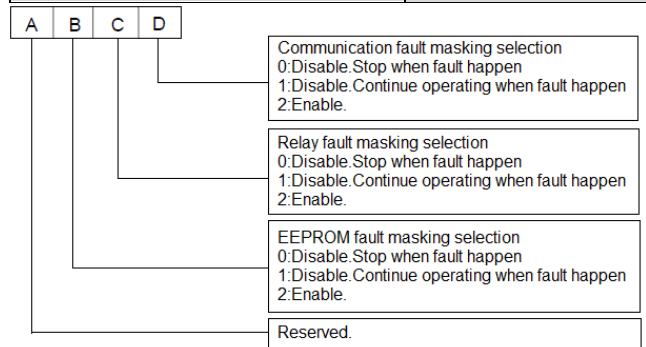 A B C D
Communication fault masking selection
0:Disable.Stop when fault happen
1:Disable.Continue operating when fault happen
2:Enable.
Relay fault masking selection
0:Disable.Stop when fault happen
1:Disable.Continue operating when fault happen
2:Enable.
EEPROM fault masking selection
0:Disable.Stop when fault happen
1:Disable.Continue operating when fault happen
2:Enable.
Reserved.